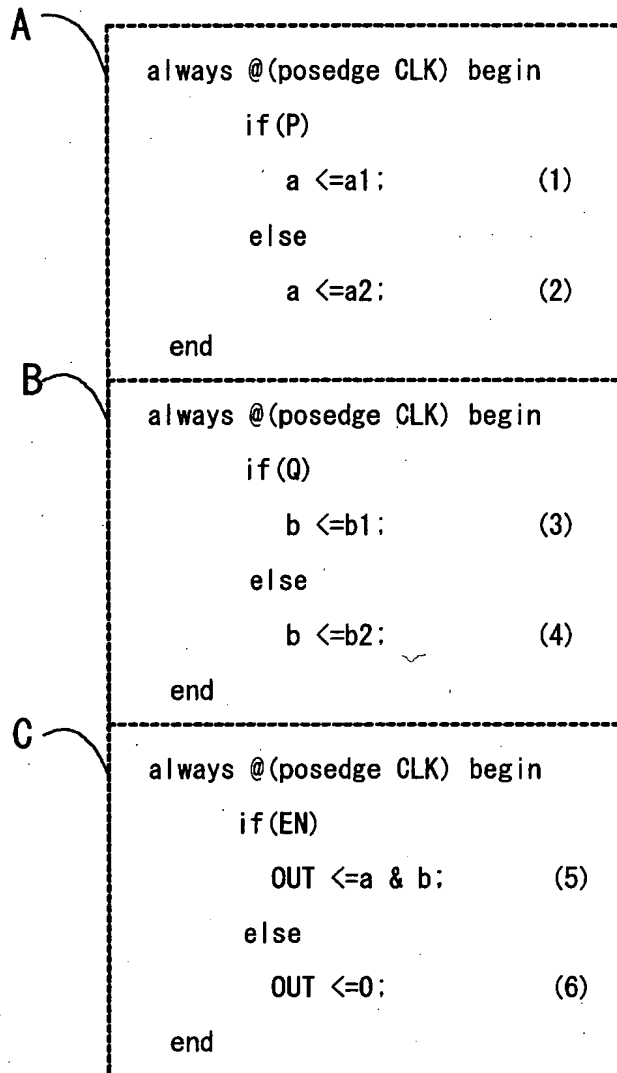 A
always @(posedge CLK) begin
if(P)
a <=a1; (1)
else
a <=a2; (2)
end
B
always @(posedge CLK) begin
if(Q)
b <=b1; (3)
else
b <=b2; (4)
end
C
always @(posedge CLK) begin
if(EN)
OUT <=a & b; (5)
else
OUT <=0; (6)
end